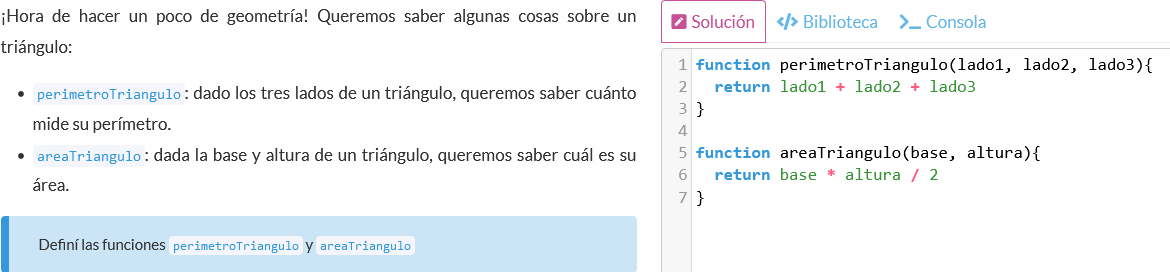 ¡Hora de hacer un poco de geometría! Queremos saber algunas cosas sobre un
triángulo:
• perimetroTriangulo: dado los tres lados de un triángulo, queremos saber cuánto
mide su perímetro.
• areaTriangulo: dada la base y altura de un triángulo, queremos saber cuál es su
área.
Definí las funciones perimetroTriangulo y areaTriangulo
Solución </> Biblioteca >_ Consola
1 function perimetroTriangulo(lado1, lado2, lado3){
2   return lado1 + lado2 + lado3
3 }
4
5 function areaTriangulo(base, altura){
6   return base * altura / 2
7 }